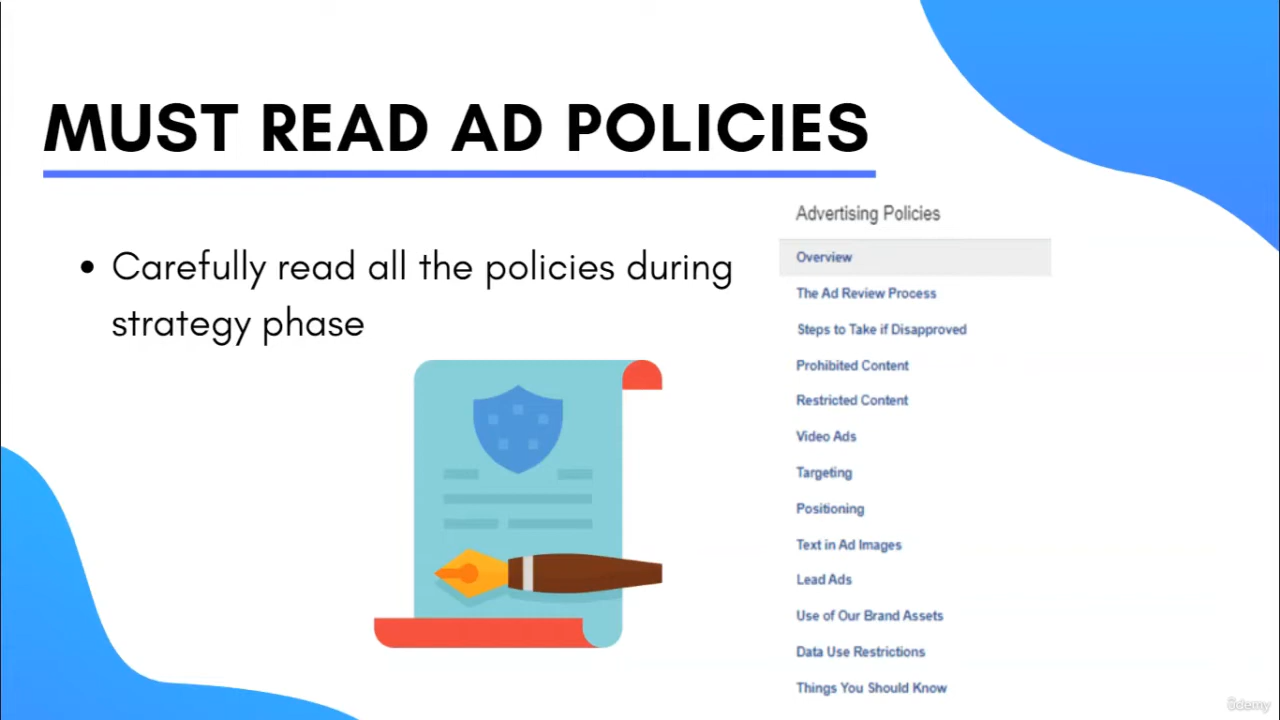 MUST READ AD POLICIES
• Carefully read all the policies during
strategy phase
Advertising Policies
Overview
The Ad Review Process
Steps to Take if Disapproved
Prohibited Content
Restricted Content
Video Ads
Targeting
Positioning
Text in Ad Images
Lead Ads
Use of Our Brand Assets
Data Use Restrictions
Things You Should Know
ûdemy